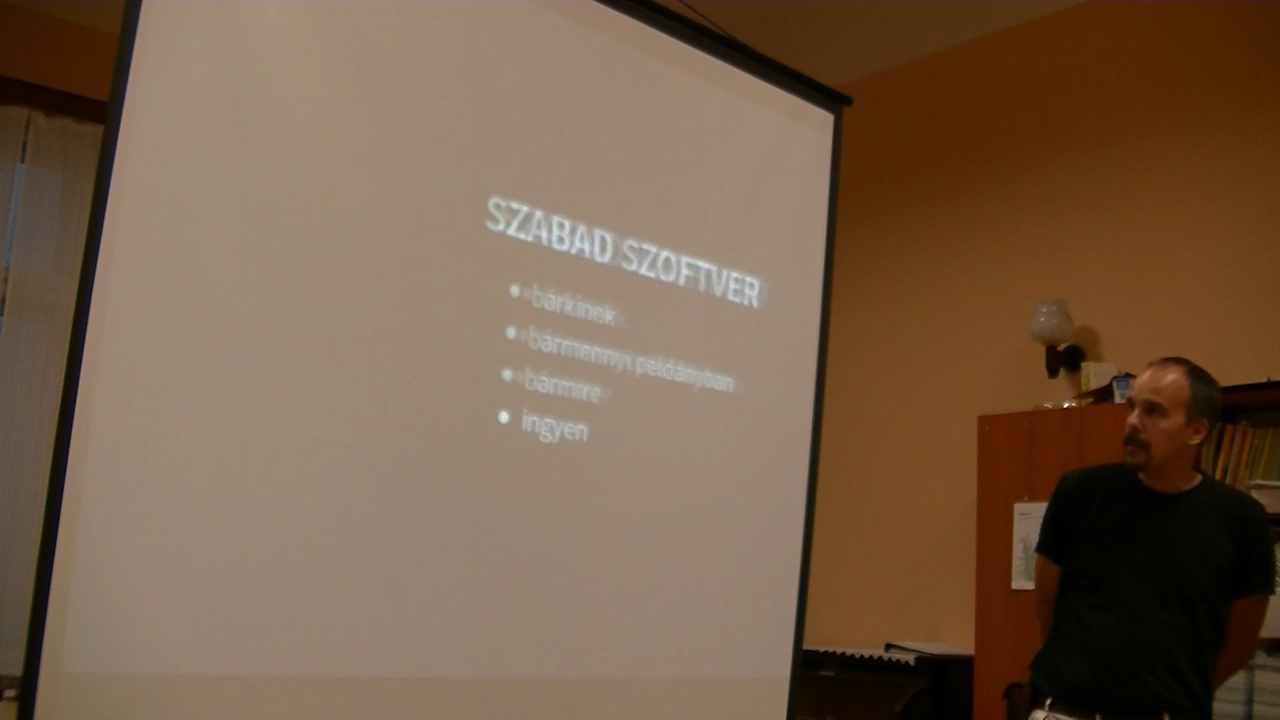 SZABAD SZOFTVER
• bárkinek
• bármennyi példányban
• bármire
• ingyen